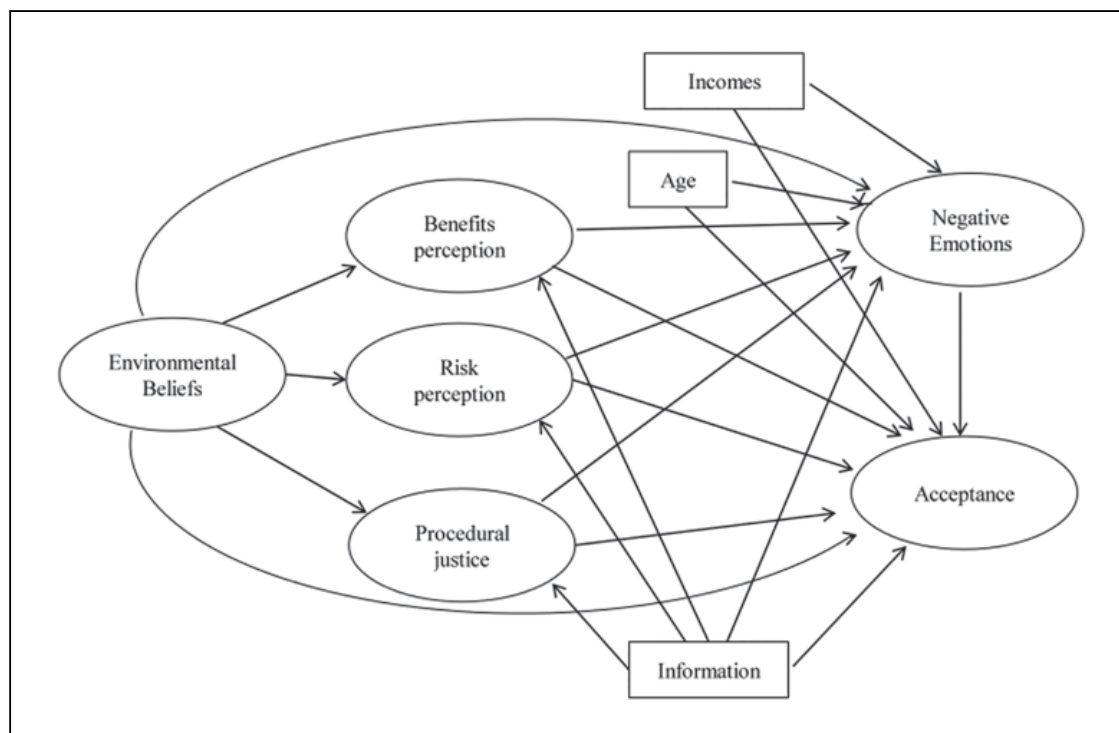 Incomes
Age
Negative
Emotions
Benefits
perception
Environmental
Beliefs
Risk
perception
Acceptance
Procedural
justice
Information